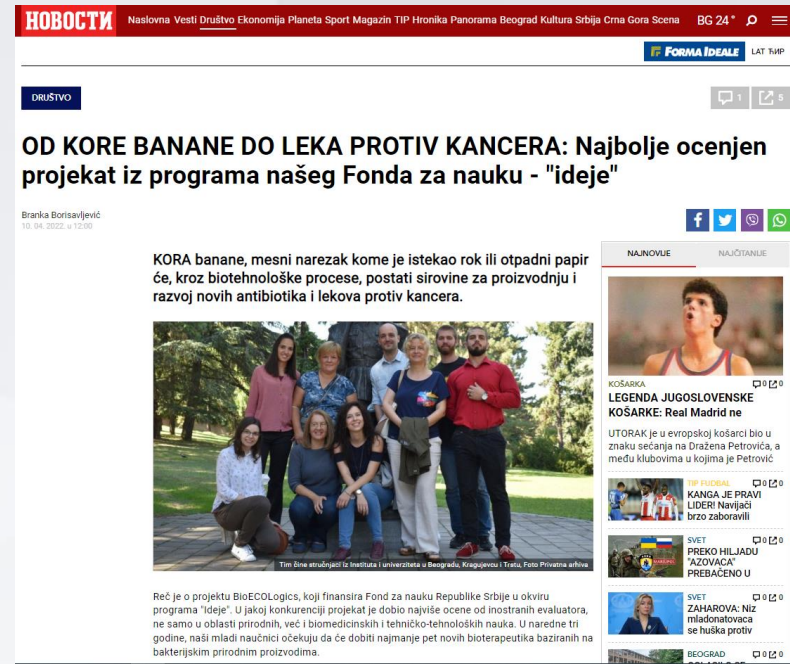 НОВОСТИ
Naslovna Vesti Društvo Ekonomija Planeta Sport Magazin TIP Hronika Panorama Beograd Kultura Srbija Crna Gora Scena BG 24°
FORMA IDEALE LAT ЋИР
DRUŠTVO
1 5
OD KORE BANANE DO LEKA PROTIV KANCERA: Najbolje ocenjen
projekat iz programa našeg Fonda za nauku - "ideje"
Branka Borisavljević
10. 04. 2022. u 12:00
KORA banane, mesni narezak kome je istekao rok ili otpadni papir
će, kroz biotehnološke procese, postati sirovine za proizvodnju i
razvoj novih antibiotika i lekova protiv kancera.
Tim čine stručnjaci iz Instituta i univerziteta u Beogradu, Kragujevcu i Trstu, Foto Privatna arhiva
Reč je o projektu BioECOLogics, koji finansira Fond za nauku Republike Srbije u okviru
programa "Ideje". U jakoj konkurenciji projekat je dobio najviše ocene od inostranih evaluatora,
ne samo u oblasti prirodnih, već i biomedicinskih i tehničko-tehnoloških nauka. U naredne tri
godine, naši mladi naučnici očekuju da će dobiti najmanje pet novih bioterapeutika baziranih na
bakterijskim prirodnim proizvodima.
NAJNOVIJE NAJČITANIJE
KOŠARKA 0 0
LEGENDA JUGOSLOVENSKE
KOŠARKE: Real Madrid ne
UTORAK je u evropskoj košarci bio u
znaku sećanja na Dražena Petrovića, a
među klubovima u kojima je Petrović
TIP FUDBAL 0 0
KANGA JE PRAVI
LIDER! Navijači
brzo zaboravili
SVET 0 0
PREKO HILJADU
"AZOVACA"
PREBAČENO U
SVET 0 0
ZAHAROVA: Niz
mladonatovaca
se huška protiv
BEOGRAD 0 0